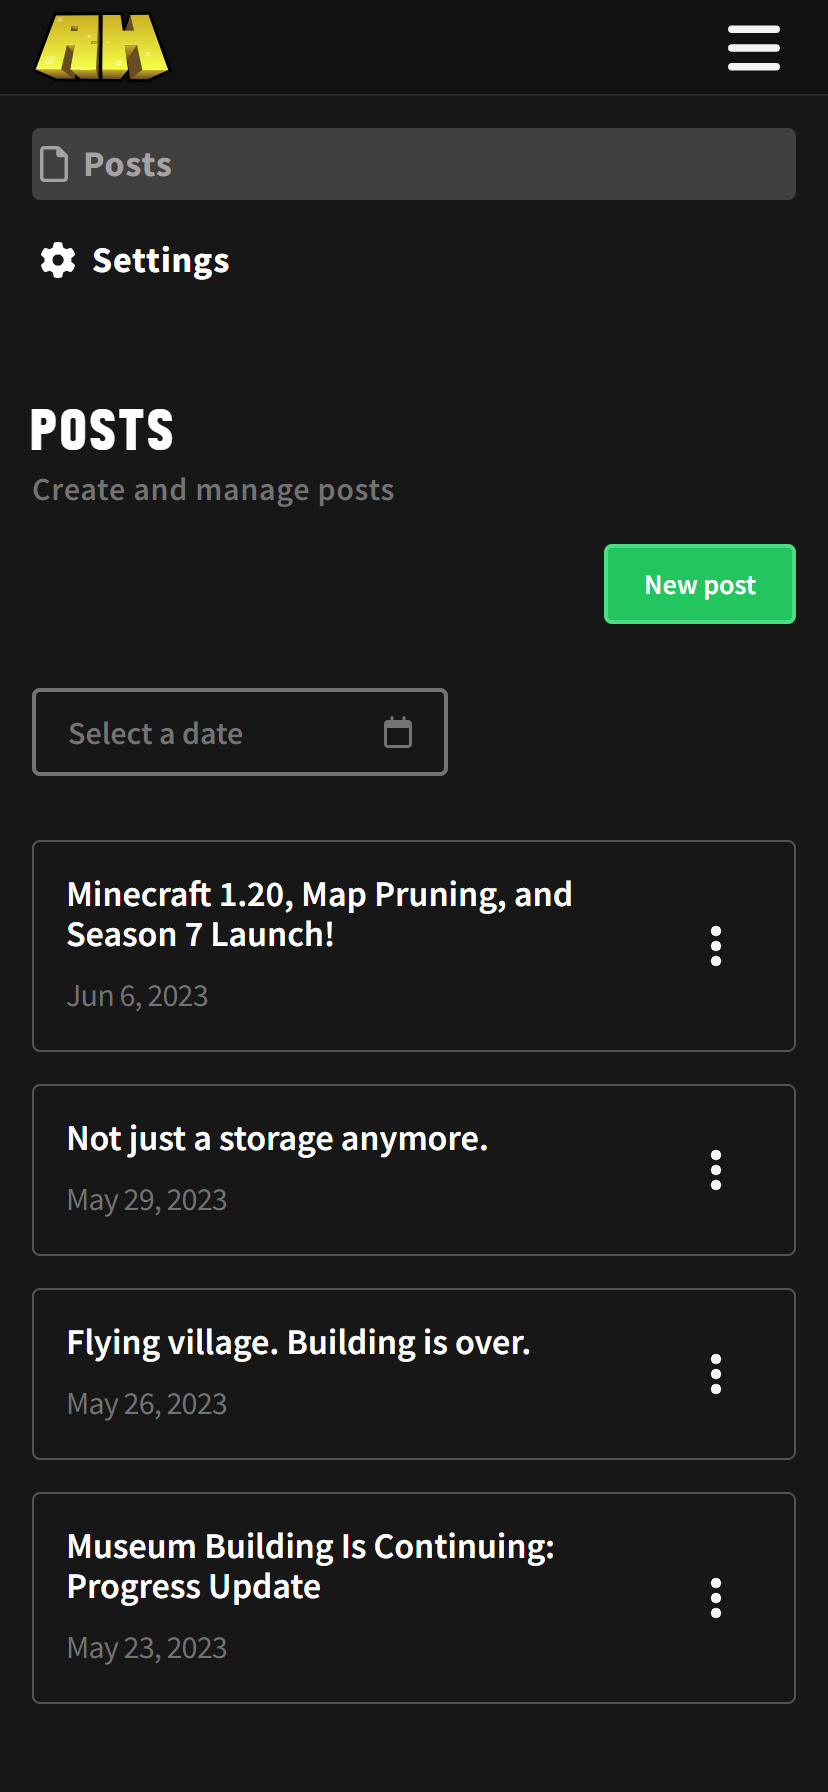 AH
Posts
Settings
POSTS
Create and manage posts
New post
Select a date
Minecraft 1.20, Map Pruning, and
Season 7 Launch!
Jun 6, 2023
Not just a storage anymore.
May 29, 2023
Flying village. Building is over.
May 26, 2023
Museum Building Is Continuing:
Progress Update
May 23, 2023